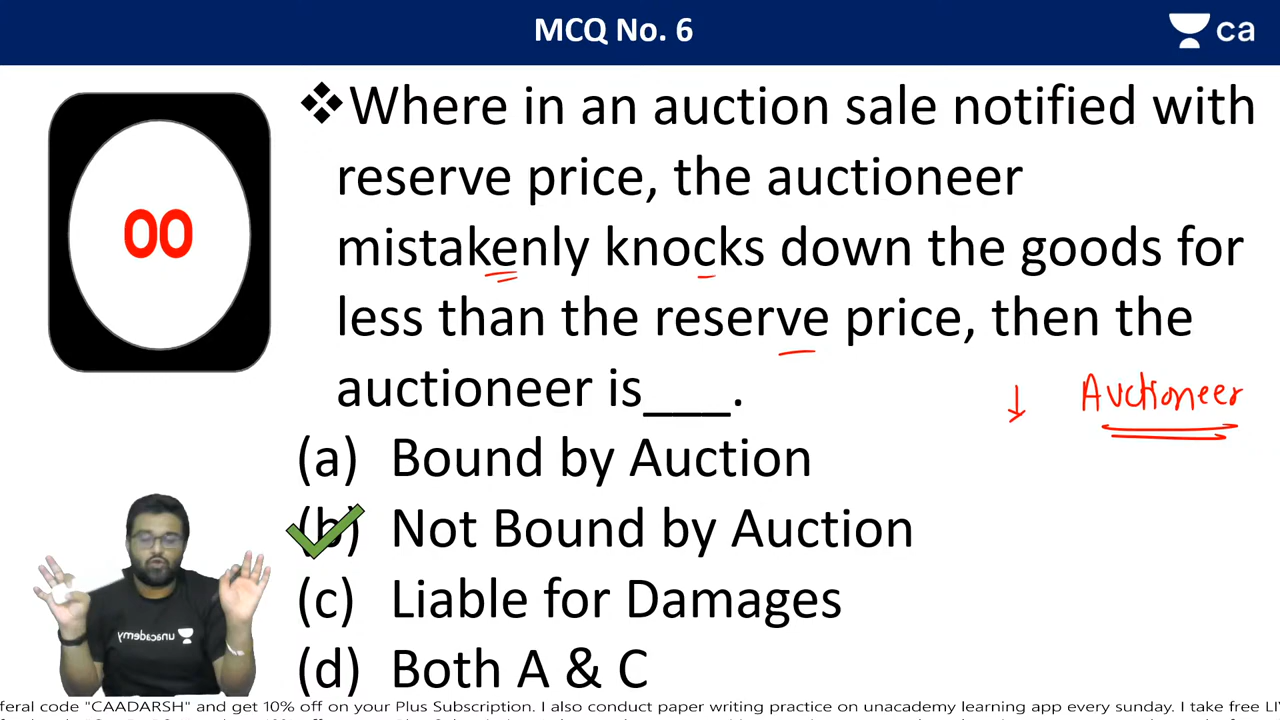 MCQ No. 6
ca
❖Where in an auction sale notified with
reserve price, the auctioneer
mistakenly knocks down the goods for
less than the reserve price, then the
auctioneer is___.
Auctioneer
(a) Bound by Auction
(b) Not Bound by Auction
(c) Liable for Damages
(d) Both A & C
00
unacademy
feral code "CAADARSH" and get 10% off on your Plus Subscription. I also conduct paper writing practice on unacademy learning app every sunday. I take free LI